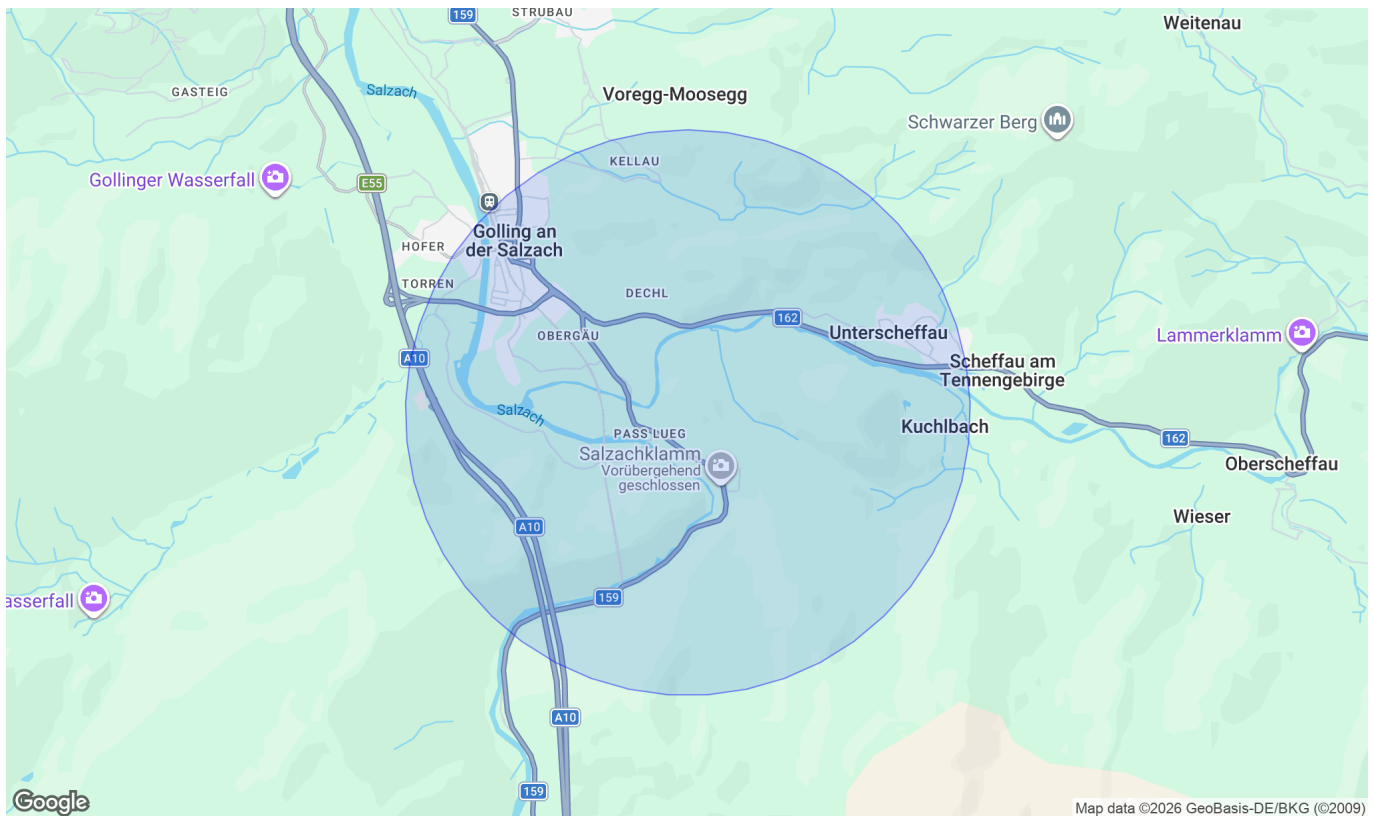 159
STRUBAU
Weitenau
GASTEIG
Salzach
Voregg-Moosegg
Schwarzer Berg
KELLAU
Gollinger Wasserfall
E55
Golling an
der Salzach
HOFER
TORREN
DECHL
162
OBERGÄU
Unterscheffau
Lammerklamm
A10
Scheffau am
Tennengebirge
Salzach
PASS LUEG
Kuchlbach
162
Salzachklamm
Vorübergehend
geschlossen
Oberscheffau
Wieser
A10
159
asserfall
A10
159
Google
Map data ©2026 GeoBasis-DE/BKG (©2009)